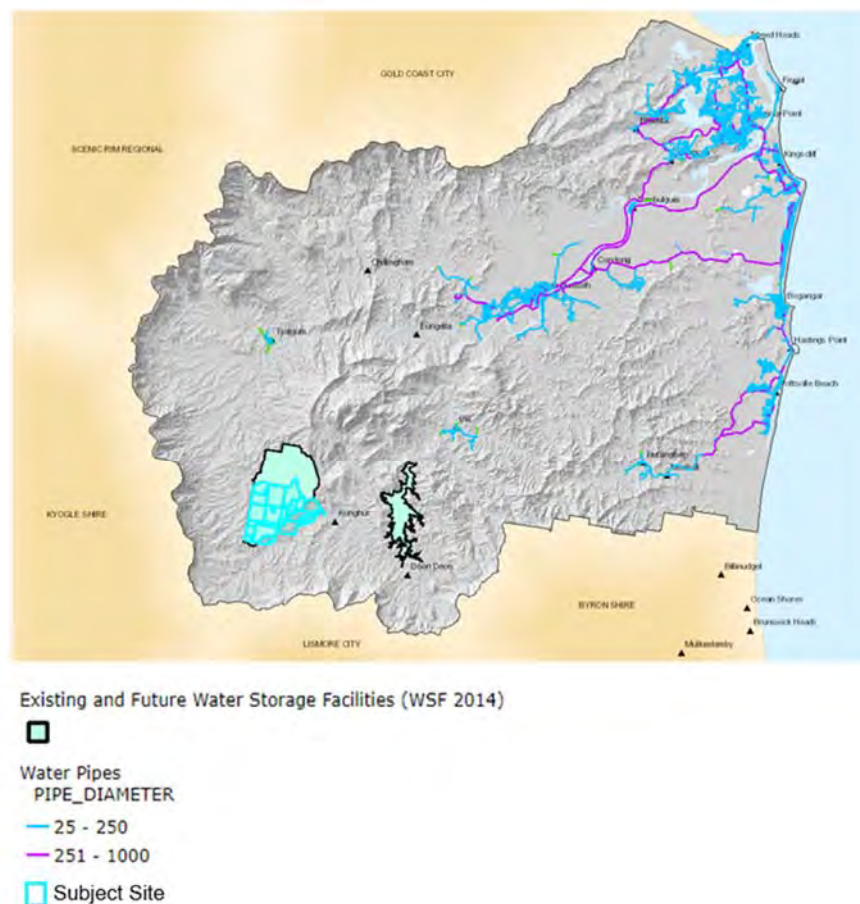 Tweed Heads
GOLD COAST CITY
Fingal
SCENIC RIM REGIONAL
Kingscliff
Chillingham
Condong
Bogangar
Eungella
Tyalgum
Hastings Point
Pottsville Beach
Uki
Burringbar
KYOGLE SHIRE
Kunghur
Doon Doon
Billinudgel
BYRON SHIRE
Ocean Shores
Brunswick Heads
LISMORE CITY
Mullumbimby
Existing and Future Water Storage Facilities (WSF 2014)
Water Pipes
PIPE_DIAMETER
25 - 250
251 - 1000
Subject Site